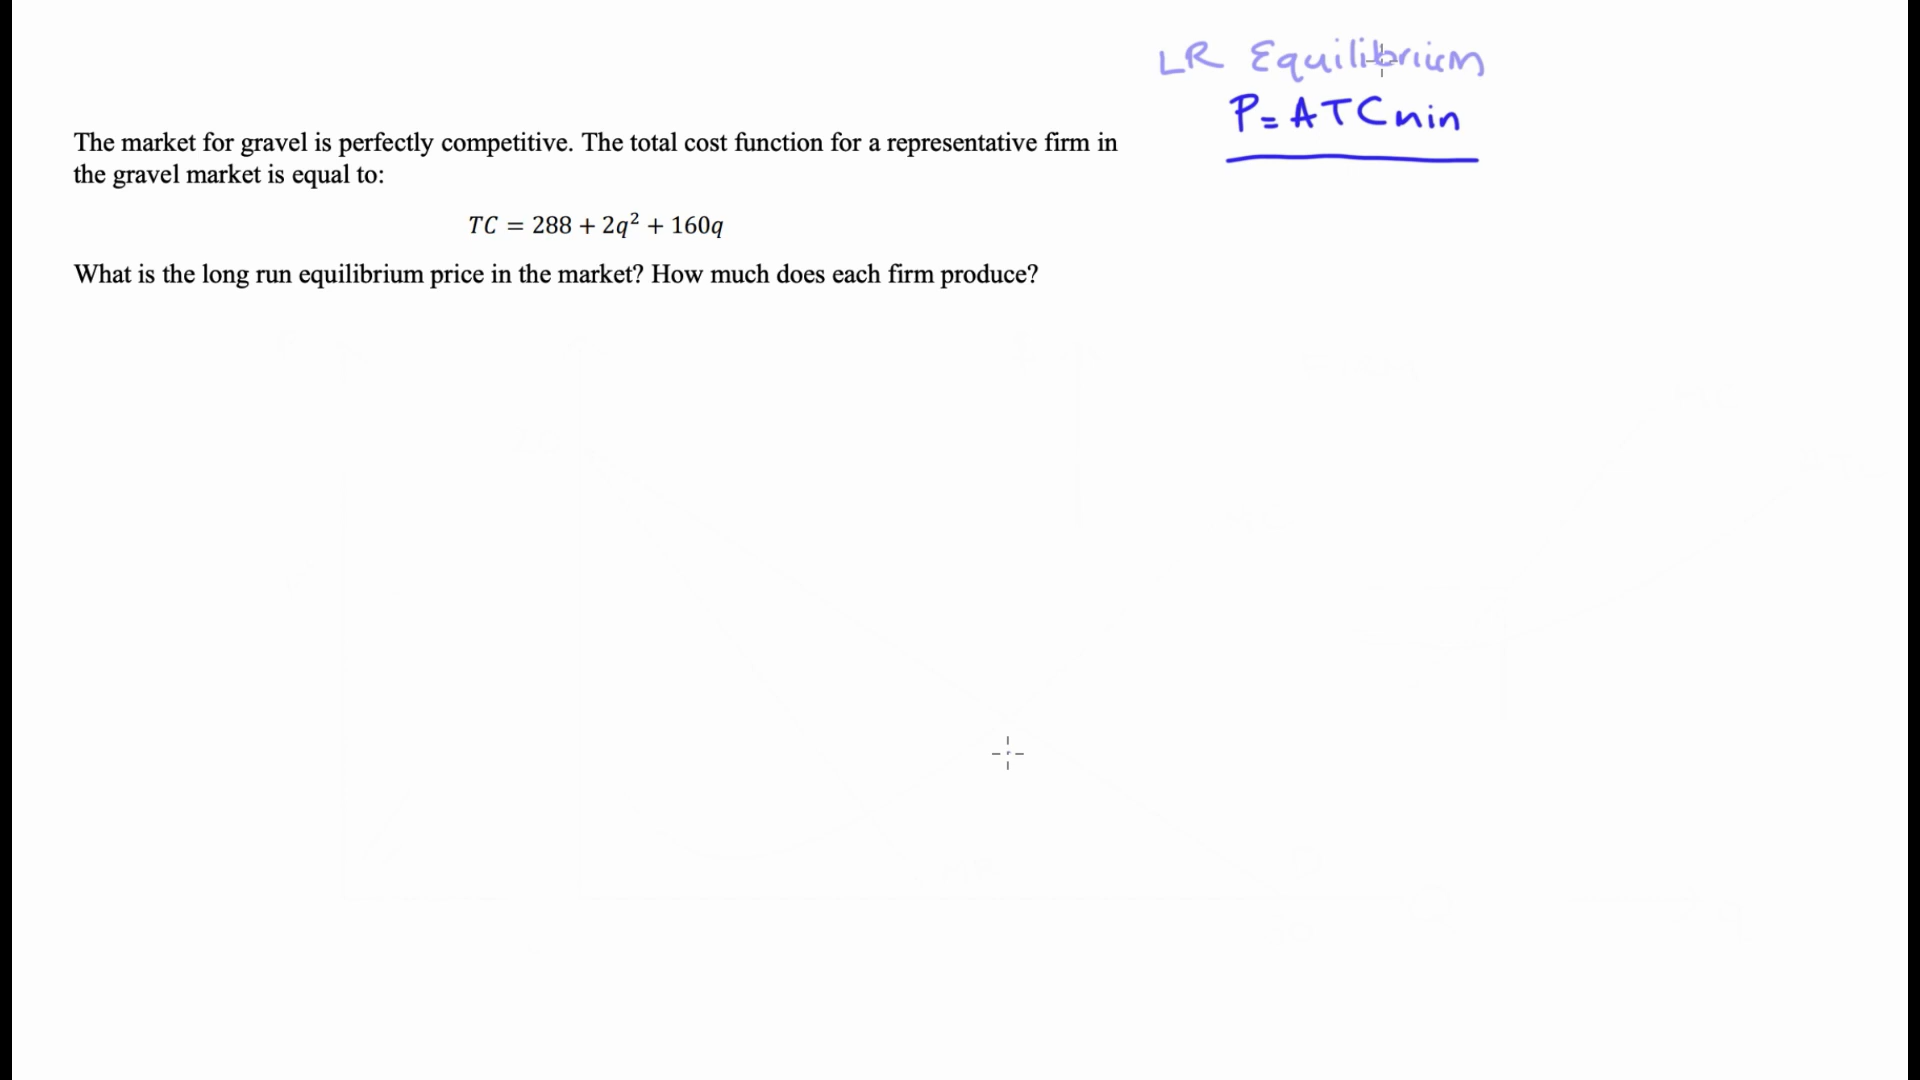 LR Equilibrium
P = ATCmin
The market for gravel is perfectly competitive. The total cost function for a representative firm in
the gravel market is equal to:
TC = 288 + 2q² + 160q
What is the long run equilibrium price in the market? How much does each firm produce?